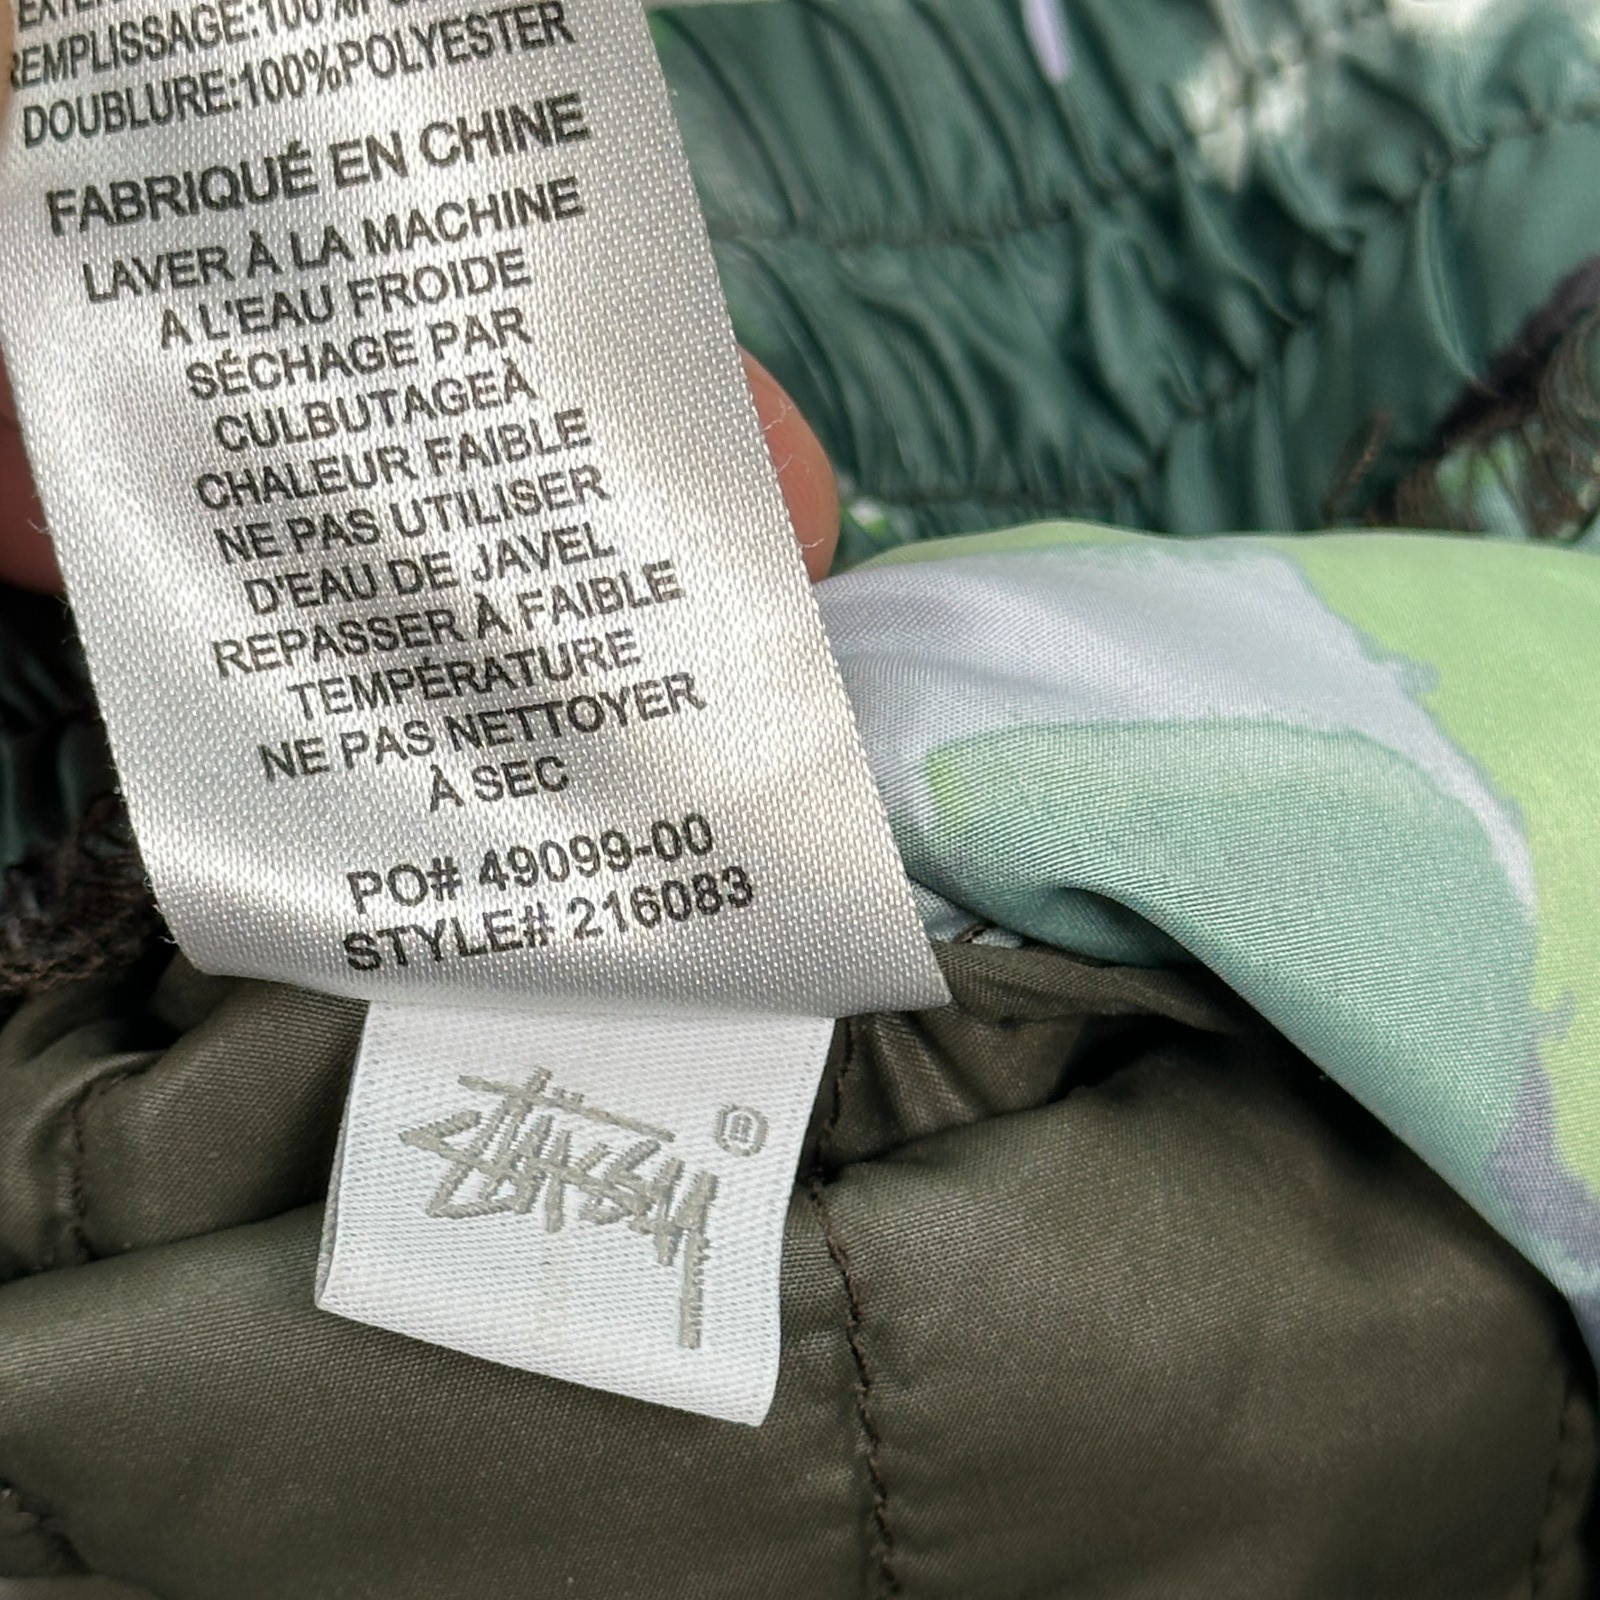 REMPLISSAGE:100%
DOUBLURE:100%POLYESTER
FABRIQUÉ EN CHINE
LAVER À LA MACHINE
A L'EAU FROIDE
SÉCHAGE PAR
CULBUTAGEÀ
CHALEUR FAIBLE
NE PAS UTILISER
D'EAU DE JAVEL
REPASSER À FAIBLE
TEMPÉRATURE
NE PAS NETTOYER
À SEC
PO# 49099-00
STYLE# 216083
Stüssy ®